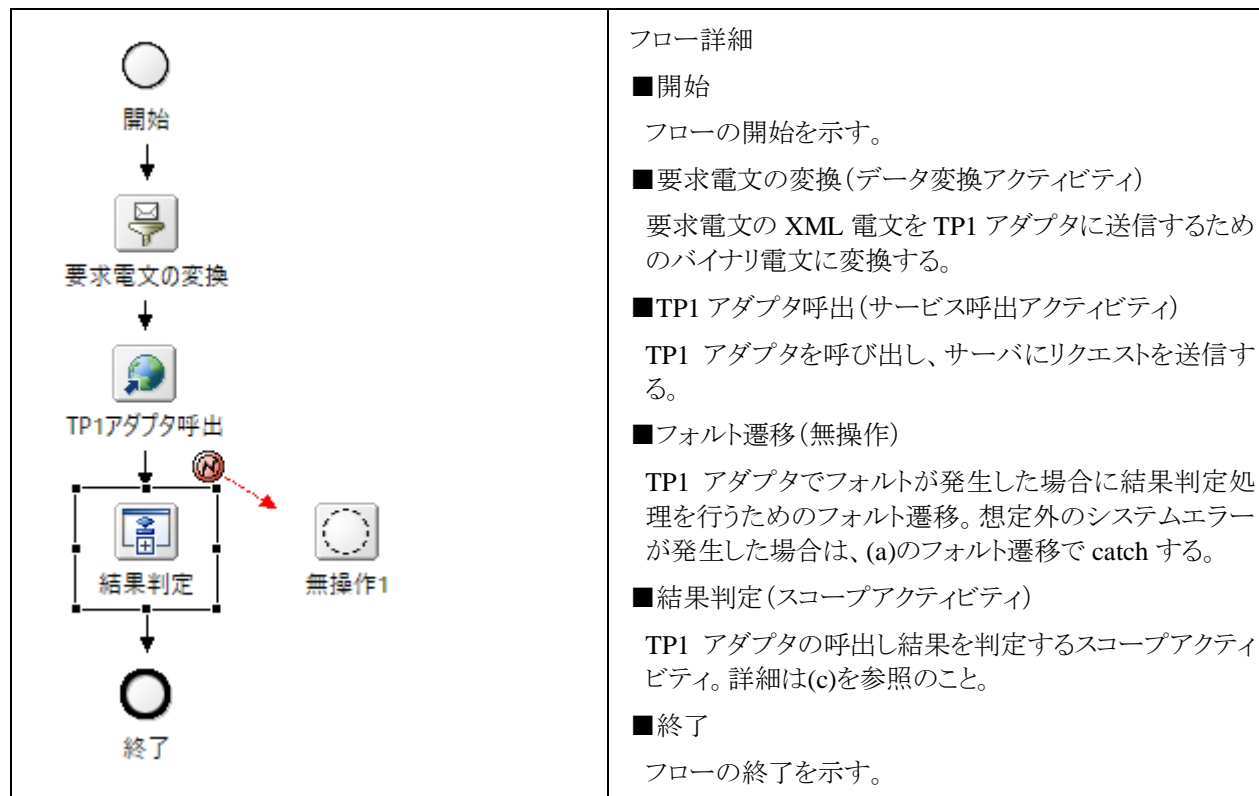 開始
要求電文の変換
TP1アダプタ呼出
結果判定
無操作1
終了
フロー詳細
■開始
フローの開始を示す。
■要求電文の変換(データ変換アクティビティ)
要求電文の XML 電文を TP1 アダプタに送信するため
のバイナリ電文に変換する。
■TP1 アダプタ呼出(サービス呼出アクティビティ)
TP1 アダプタを呼び出し、サーバにリクエストを送信す
る。
■フォルト遷移(無操作)
TP1 アダプタでフォルトが発生した場合に結果判定処
理を行うためのフォルト遷移。想定外のシステムエラー
が発生した場合は、(a)のフォルト遷移で catch する。
■結果判定(スコープアクティビティ)
TP1 アダプタの呼出し結果を判定するスコープアクティ
ビティ。詳細は(c)を参照のこと。
■終了
フローの終了を示す。